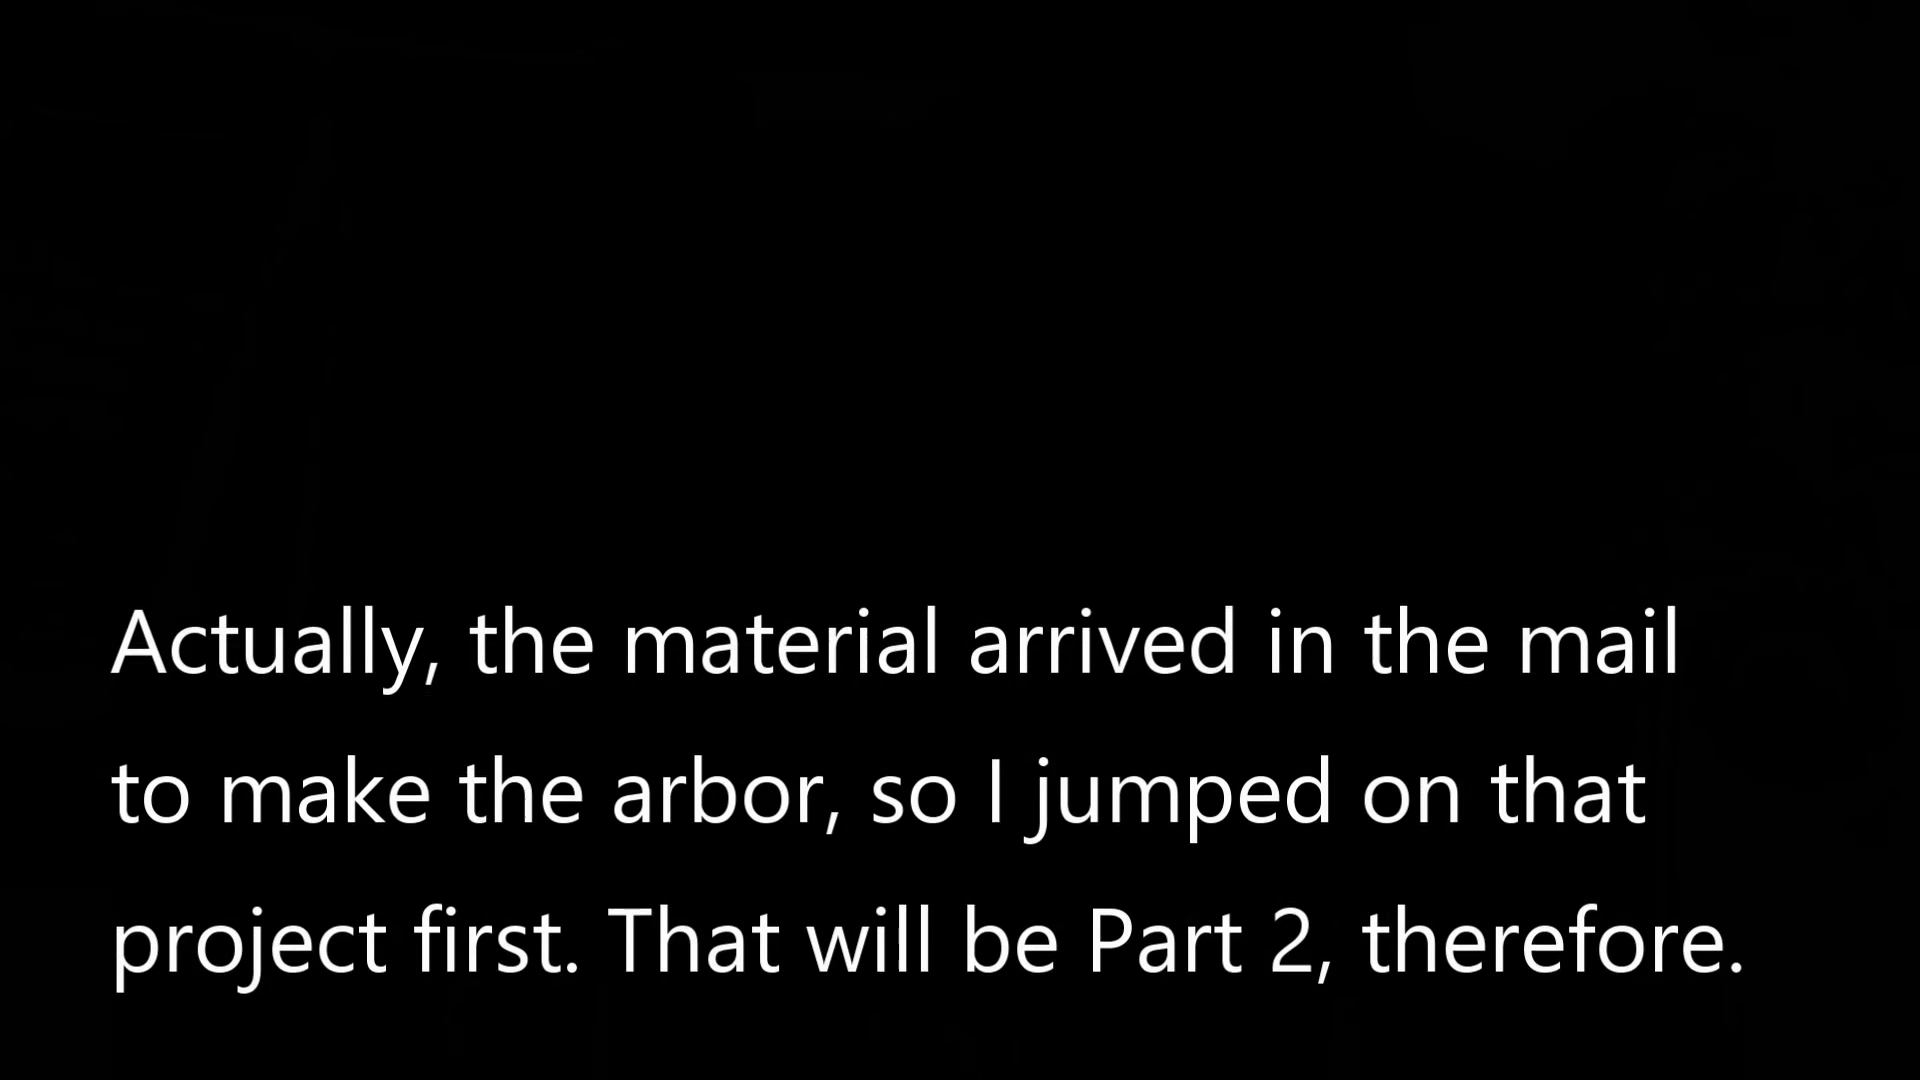 Actually, the material arrived in the mail
to make the arbor, so I jumped on that
project first. That will be Part 2, therefore.